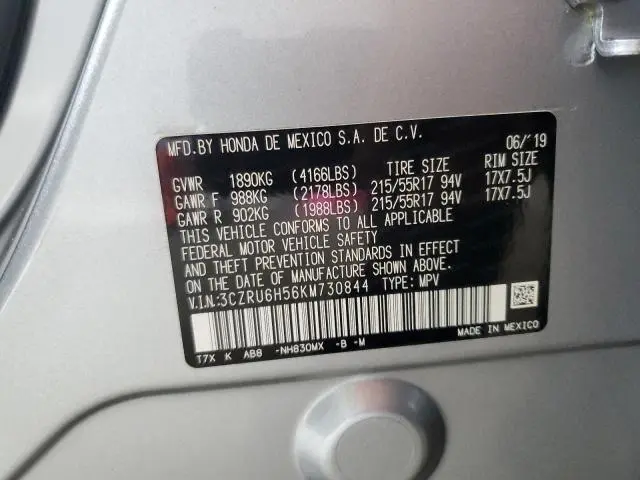 MFD.BY HONDA DE MEXICO S.A. DE C.V. 06/'19
GVWR 1890KG (4166LBS) TIRE SIZE RIM SIZE
GAWR F 988KG (2178LBS) 215/55R17 94V 17X7.5J
GAWR R 902KG (1988LBS) 215/55R17 94V 17X7.5J
THIS VEHICLE CONFORMS TO ALL APPLICABLE
FEDERAL MOTOR VEHICLE SAFETY
AND THEFT PREVENTION STANDARDS IN EFFECT
ON THE DATE OF MANUFACTURE SHOWN ABOVE.
V.I.N:3CZRU6H56KM730844 TYPE: MPV
T7X K AB8 -NH830MX -B -M MADE IN MEXICO